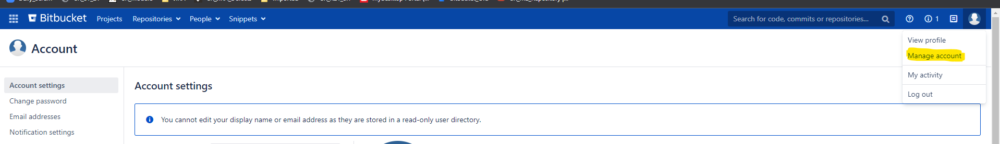 Bitbucket Projects Repositories People Snippets Search for code, commits or repositories... 1
View profile
Manage account
My activity
Log out
Account
Account settings
Change password
Email addresses
Notification settings
Account settings
You cannot edit your display name or email address as they are stored in a read-only user directory.